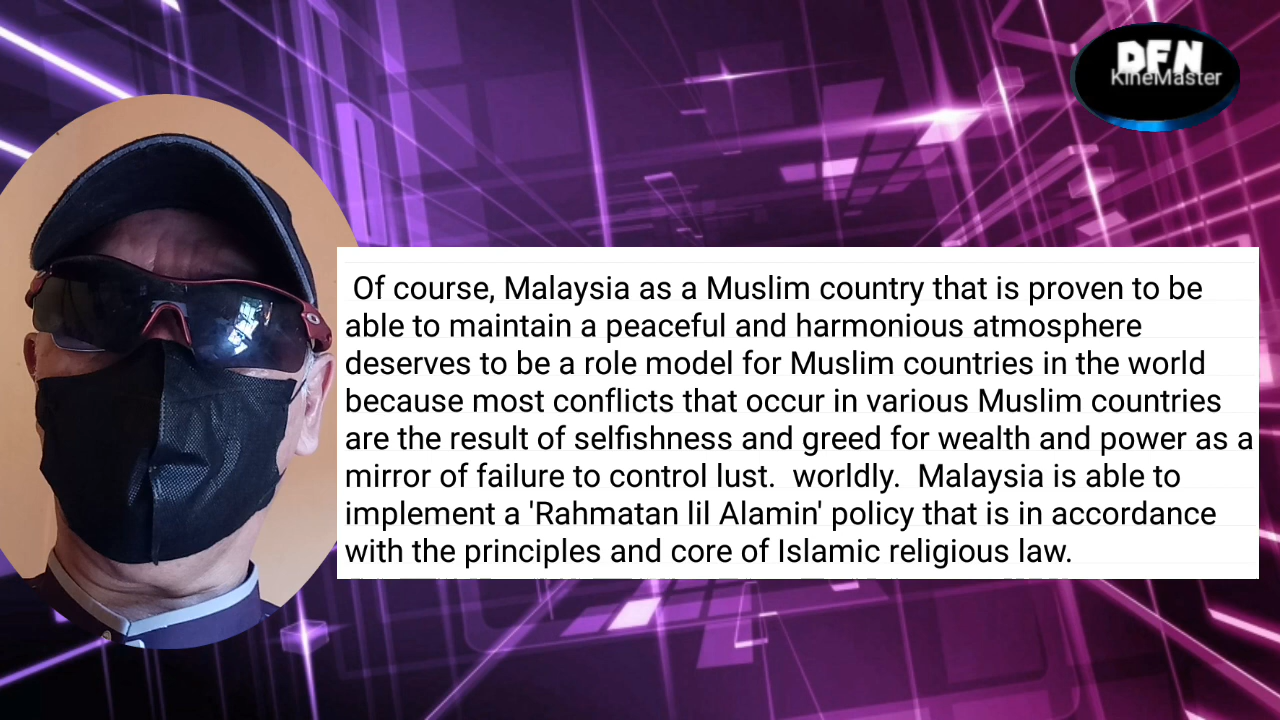 DFN
KineMaster
Of course, Malaysia as a Muslim country that is proven to be
able to maintain a peaceful and harmonious atmosphere
deserves to be a role model for Muslim countries in the world
because most conflicts that occur in various Muslim countries
are the result of selfishness and greed for wealth and power as a
mirror of failure to control lust.  worldly.  Malaysia is able to
implement a 'Rahmatan lil Alamin' policy that is in accordance
with the principles and core of Islamic religious law.